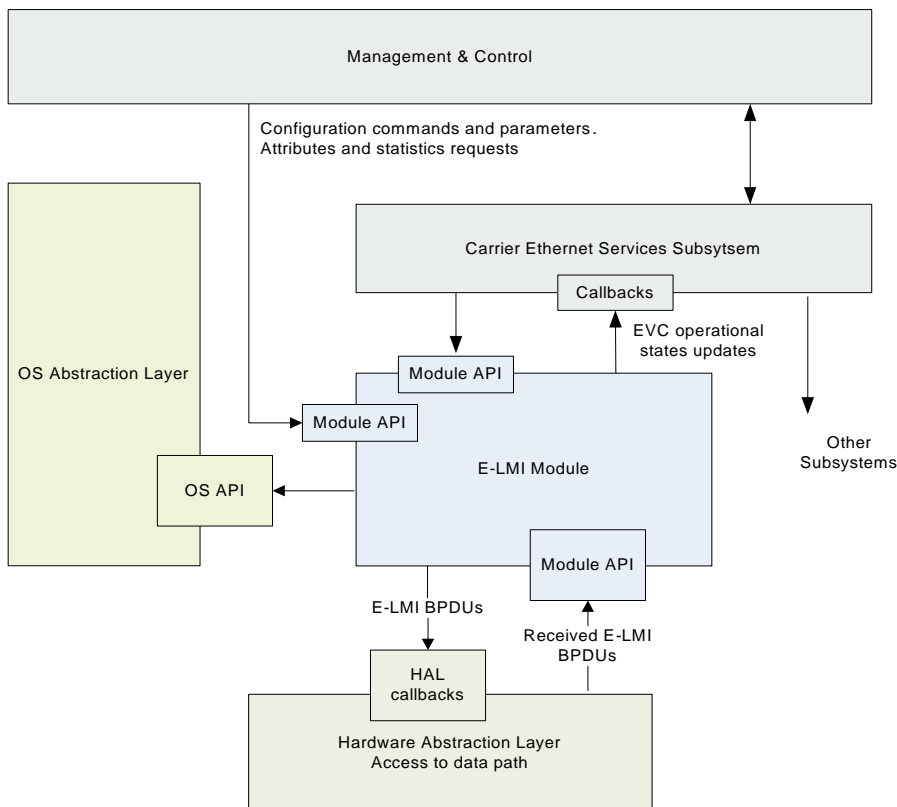 Management & Control
Configuration commands and parameters.
Attributes and statistics requests
Carrier Ethernet Services Subsytsem
Callbacks
EVC operational
states updates
OS Abstraction Layer
Module API
Module API
E-LMI Module
Other
Subsystems
OS API
Module API
E-LMI BPDUs
Received E-LMI
BPDUs
HAL
callbacks
Hardware Abstraction Layer
Access to data path